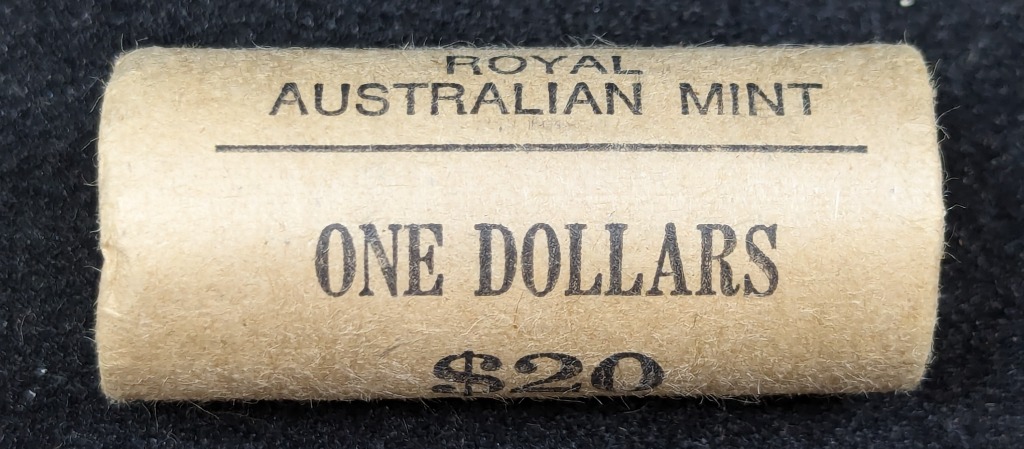 ROYAL
AUSTRALIAN MINT
ONE DOLLARS
$20